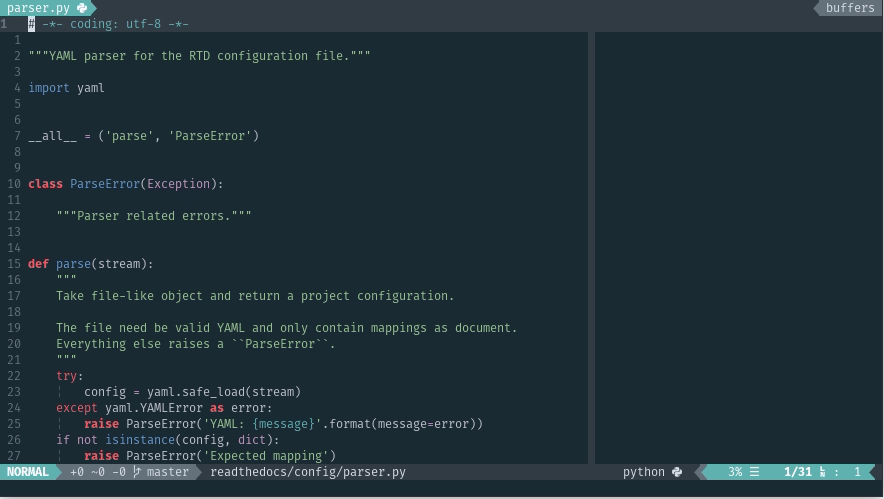 parser.py
buffers
1 # -*- coding: utf-8 -*-
1
2 """YAML parser for the RTD configuration file."""
3
4 import yaml
5
6
7 __all__ = ('parse', 'ParseError')
8
9
10 class ParseError(Exception):
11
12     """Parser related errors."""
13
14
15 def parse(stream):
16     """
17     Take file-like object and return a project configuration.
18
19     The file need be valid YAML and only contain mappings as document.
20     Everything else raises a ``ParseError``.
21     """
22     try:
23     ¦   config = yaml.safe_load(stream)
24     except yaml.YAMLError as error:
25     ¦   raise ParseError('YAML: {message}'.format(message=error))
26     if not isinstance(config, dict):
27     ¦   raise ParseError('Expected mapping')
NORMAL +0 ~0 -0 master readthedocs/config/parser.py python 3% ☰ 1/31 ㏑ : 1